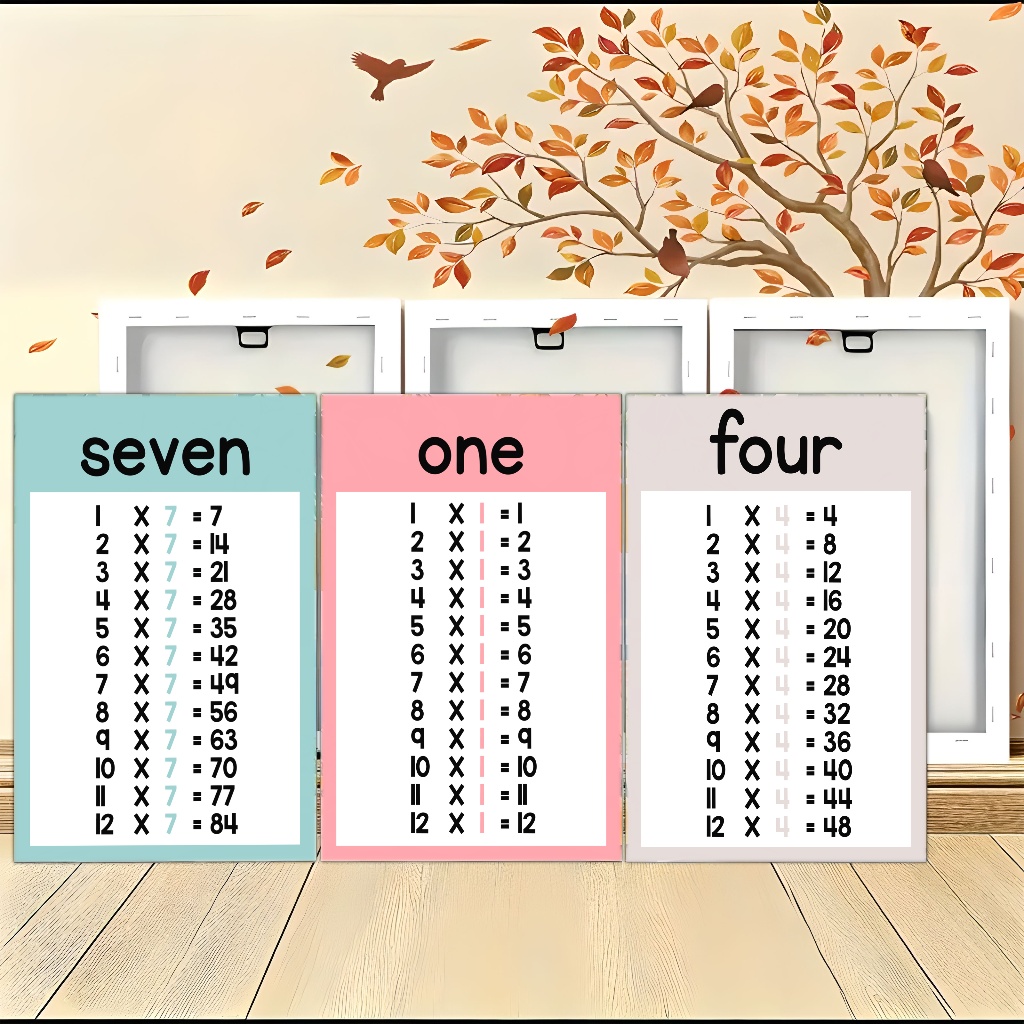 seven
1 X 7 = 7
2 X 7 = 14
3 X 7 = 21
4 X 7 = 28
5 X 7 = 35
6 X 7 = 42
7 X 7 = 49
8 X 7 = 56
9 X 7 = 63
10 X 7 = 70
11 X 7 = 77
12 X 7 = 84
one
1 X 1 = 1
2 X 1 = 2
3 X 1 = 3
4 X 1 = 4
5 X 1 = 5
6 X 1 = 6
7 X 1 = 7
8 X 1 = 8
9 X 1 = 9
10 X 1 = 10
11 X 1 = 11
12 X 1 = 12
four
1 X 4 = 4
2 X 4 = 8
3 X 4 = 12
4 X 4 = 16
5 X 4 = 20
6 X 4 = 24
7 X 4 = 28
8 X 4 = 32
9 X 4 = 36
10 X 4 = 40
11 X 4 = 44
12 X 4 = 48